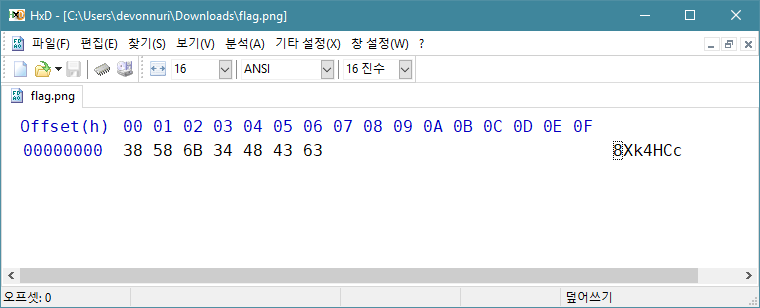 HxD - [C:\Users\devonnuri\Downloads\flag.png]
파일(F) 편집(E) 찾기(S) 보기(V) 분석(A) 기타 설정(X) 창 설정(W) ?
16 ANSI 16 진수
flag.png
Offset(h) 00 01 02 03 04 05 06 07 08 09 0A 0B 0C 0D 0E 0F
00000000 38 58 6B 34 48 43 63 8Xk4HCc
오프셋: 0 덮어쓰기